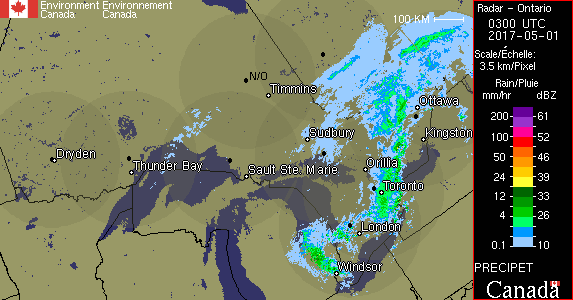 Environment Environnement
Canada Canada
100 KM
N/O
Timmins
Ottawa
Sudbury
Kingston
Dryden
Thunder Bay
Sault Ste. Marie
Orillia
Toronto
London
Windsor
Radar - Ontario
0300 UTC
2017-05-01
Scale/Échelle:
3.5 km/Pixel
Rain/Pluie
mm/hr dBZ
200 61
100 52
50 46
24 39
12 33
4 26
0.1 10
PRECIPET
Canada